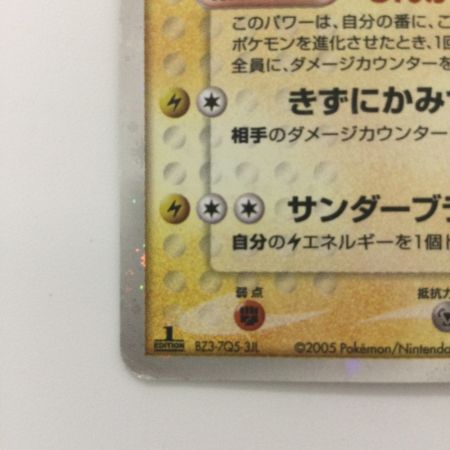 このパワーは、自分の番に、こ
ポケモンを進化させたとき、1回
全員に、ダメージカウンターを
きずにかみ
相手のダメージカウンター
サンダーブラ
自分のエネルギーを1個ト
弱点 抵抗力
1 EDITION BZ3-7Q5-3JL ©2005 Pokémon/Nintendo